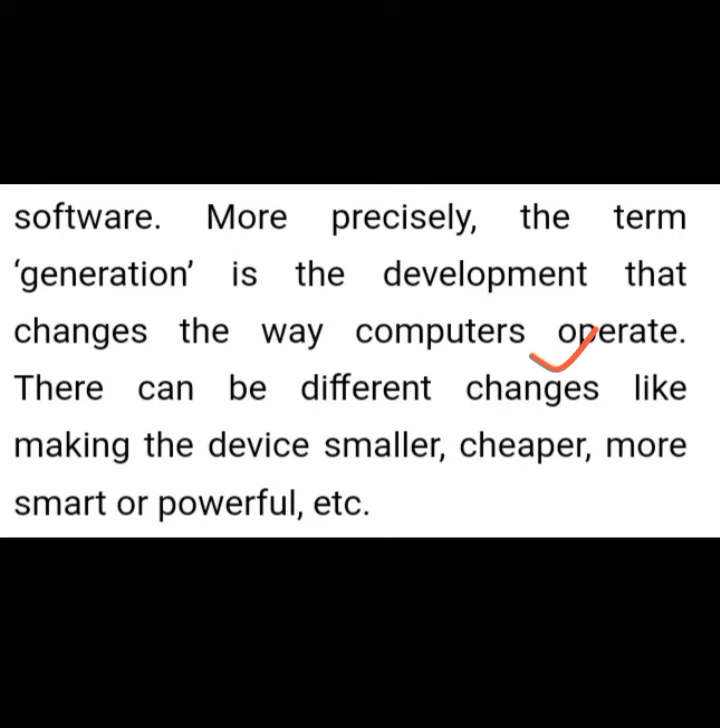 software. More precisely, the term
‘generation’ is the development that
changes the way computers operate.
There can be different changes like
making the device smaller, cheaper, more
smart or powerful, etc.